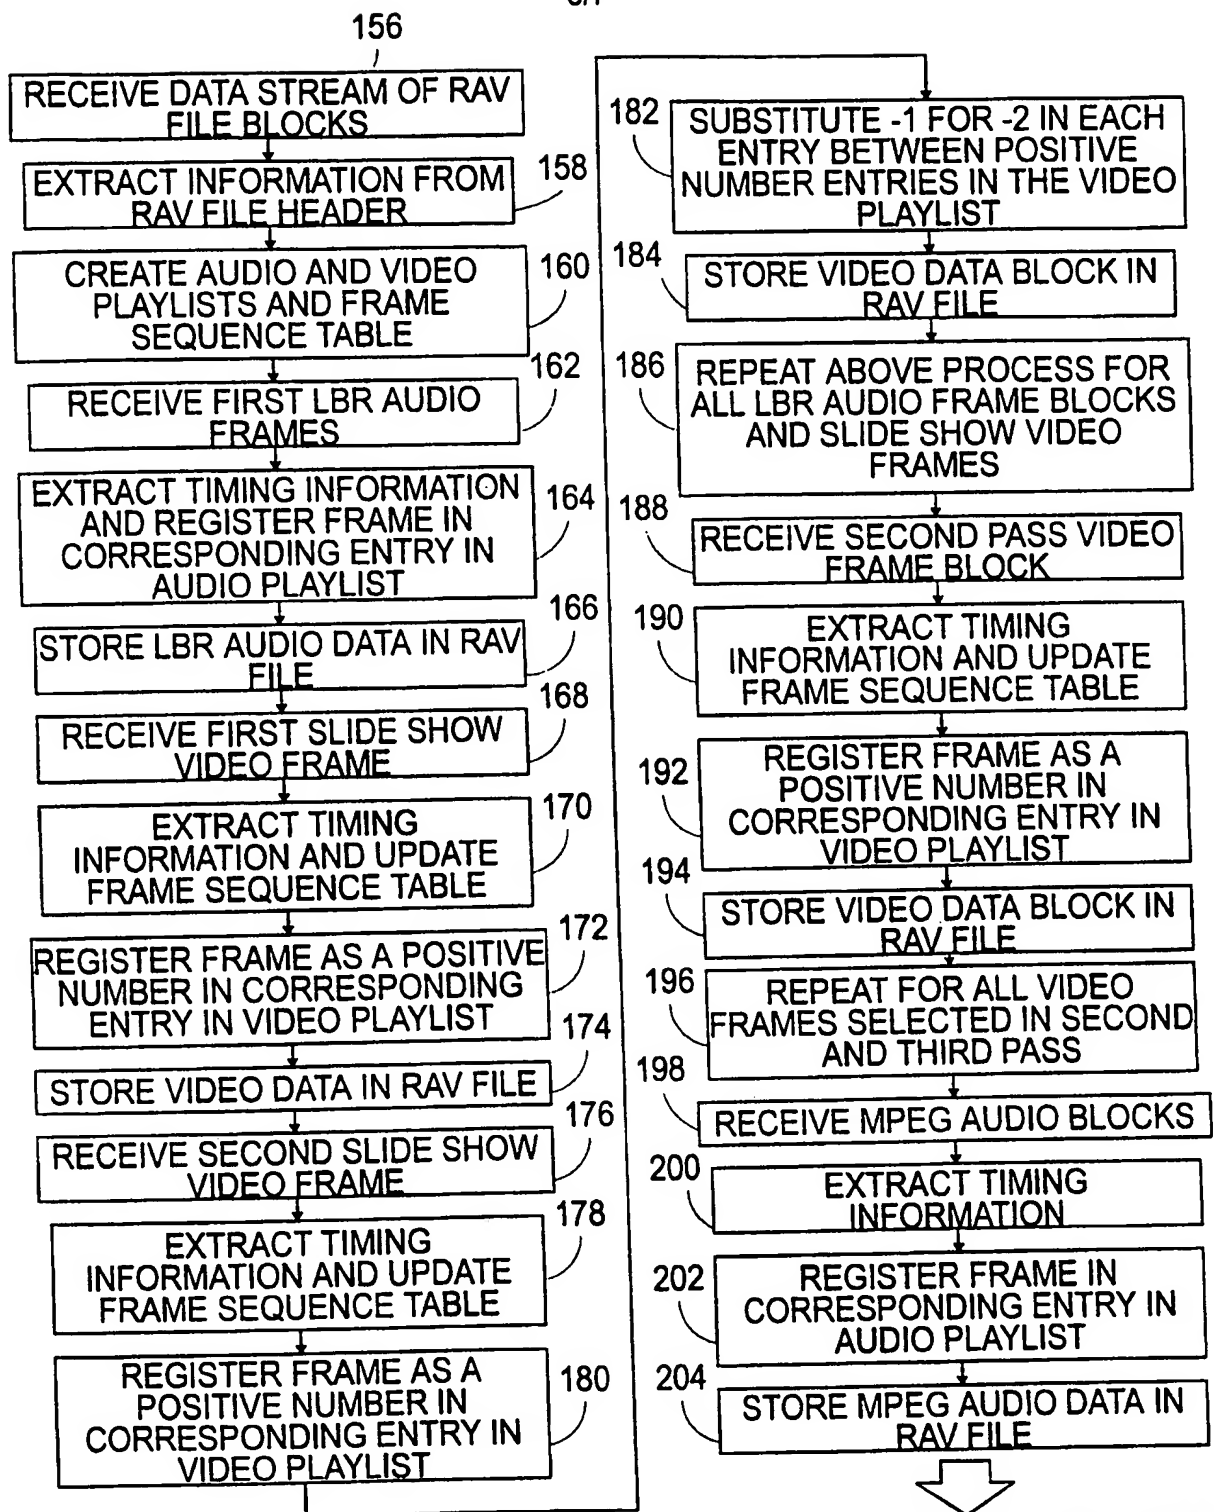 156
RECEIVE DATA STREAM OF RAV
FILE BLOCKS
EXTRACT INFORMATION FROM
RAV FILE HEADER
158
CREATE AUDIO AND VIDEO
PLAYLISTS AND FRAME
SEQUENCE TABLE
160
RECEIVE FIRST LBR AUDIO
FRAMES
162
EXTRACT TIMING INFORMATION
AND REGISTER FRAME IN
CORRESPONDING ENTRY IN
AUDIO PLAYLIST
164
STORE LBR AUDIO DATA IN RAV
FILE
166
RECEIVE FIRST SLIDE SHOW
VIDEO FRAME
168
EXTRACT TIMING
INFORMATION AND UPDATE
FRAME SEQUENCE TABLE
170
REGISTER FRAME AS A POSITIVE
NUMBER IN CORRESPONDING
ENTRY IN VIDEO PLAYLIST
172
STORE VIDEO DATA IN RAV FILE
174
RECEIVE SECOND SLIDE SHOW
VIDEO FRAME
176
EXTRACT TIMING
INFORMATION AND UPDATE
FRAME SEQUENCE TABLE
178
REGISTER FRAME AS A
POSITIVE NUMBER IN
CORRESPONDING ENTRY IN
VIDEO PLAYLIST
180
182
SUBSTITUTE -1 FOR -2 IN EACH
ENTRY BETWEEN POSITIVE
NUMBER ENTRIES IN THE VIDEO
PLAYLIST
184
STORE VIDEO DATA BLOCK IN
RAV FILE
186
REPEAT ABOVE PROCESS FOR
ALL LBR AUDIO FRAME BLOCKS
AND SLIDE SHOW VIDEO
FRAMES
188
RECEIVE SECOND PASS VIDEO
FRAME BLOCK
190
EXTRACT TIMING
INFORMATION AND UPDATE
FRAME SEQUENCE TABLE
192
REGISTER FRAME AS A
POSITIVE NUMBER IN
CORRESPONDING ENTRY IN
VIDEO PLAYLIST
194
STORE VIDEO DATA BLOCK IN
RAV FILE
196
REPEAT FOR ALL VIDEO
FRAMES SELECTED IN SECOND
AND THIRD PASS
198
RECEIVE MPEG AUDIO BLOCKS
200
EXTRACT TIMING
INFORMATION
202
REGISTER FRAME IN
CORRESPONDING ENTRY IN
AUDIO PLAYLIST
204
STORE MPEG AUDIO DATA IN
RAV FILE